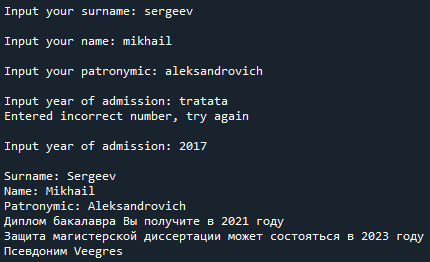 Input your surname: sergeev
Input your name: mikhail
Input your patronymic: aleksandrovich
Input year of admission: tratata
Entered incorrect number, try again
Input year of admission: 2017
Surname: Sergeev
Name: Mikhail
Patronymic: Aleksandrovich
Диплом бакалавра Вы получите в 2021 году
Защита магистерской диссертации может состояться в 2023 году
Псевдоним Veegres